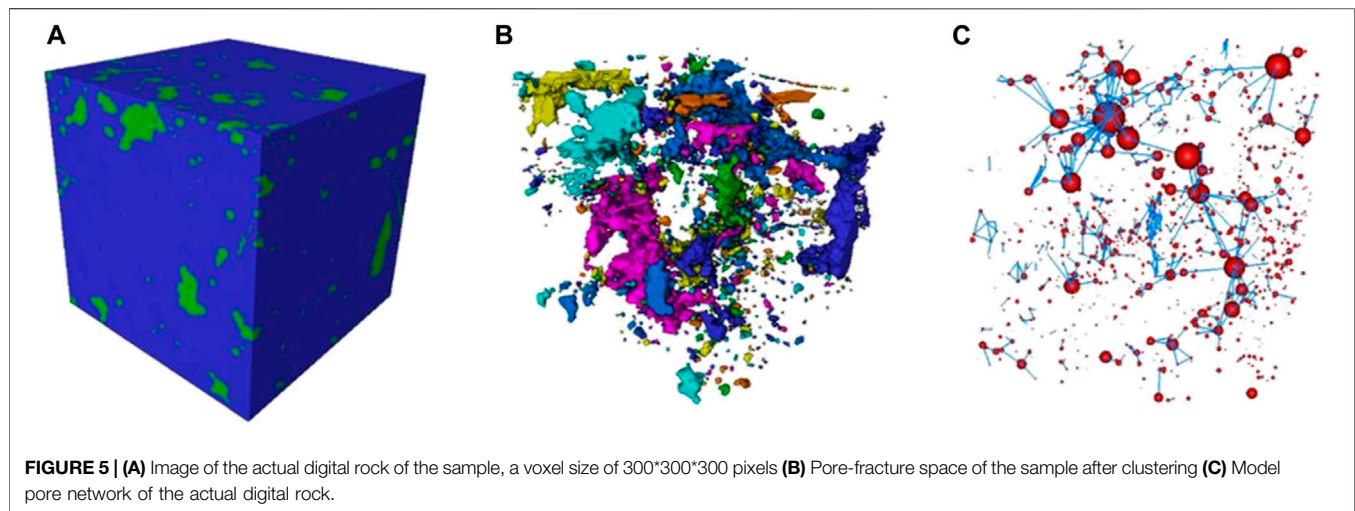 A
B
C
FIGURE 5 | (A) Image of the actual digital rock of the sample, a voxel size of 300*300*300 pixels (B) Pore-fracture space of the sample after clustering (C) Model
pore network of the actual digital rock.